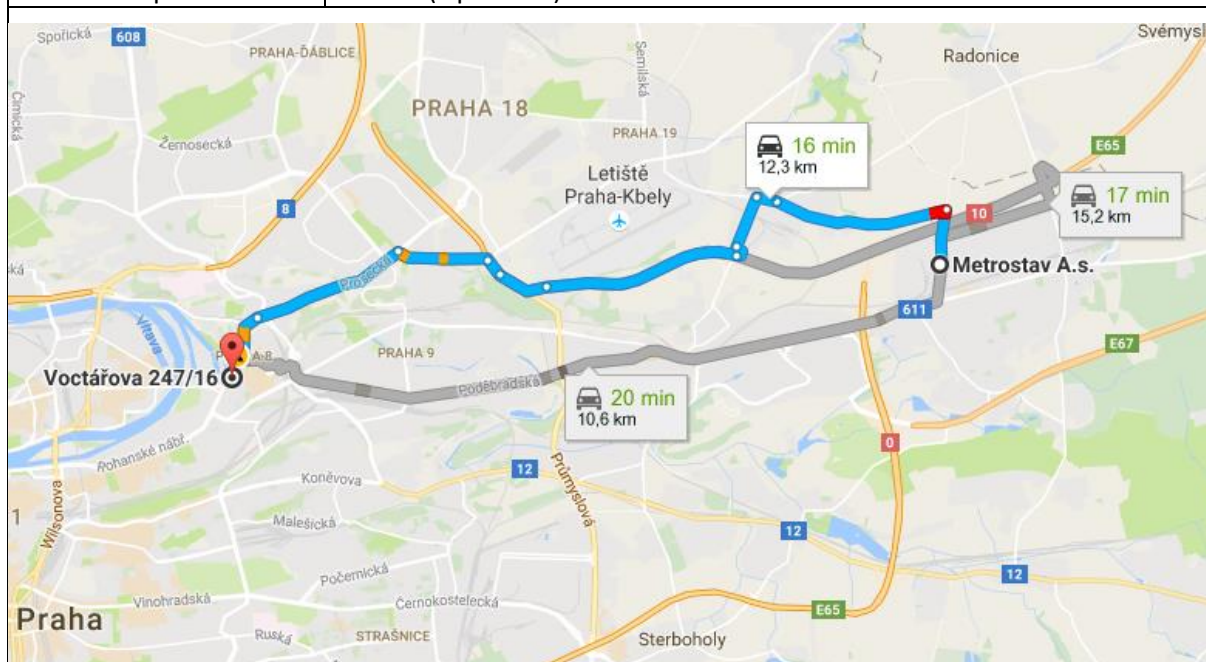 Spořická
608
PRAHA-ĎÁBLICE
Svémysl
Radonice
Čimická
Semilská
PRAHA 18
PRAHA 19
Žernosecká
16 min
12,3 km
E65
Letiště
Praha-Kbely
17 min
15,2 km
8
10
Prosecká
Metrostav A.s.
611
Vltava
PRAHA 9
E67
Voctářova 247/16
Poděbradská
20 min
10,6 km
Rohanské nábř.
0
12
Koněvova
Průmyslová
Wilsonova
1
Malešická
12
12
Počernická
Vinohradská
Černokostelecká
E65
Praha
Ruská
STRAŠNICE
Sterboholy